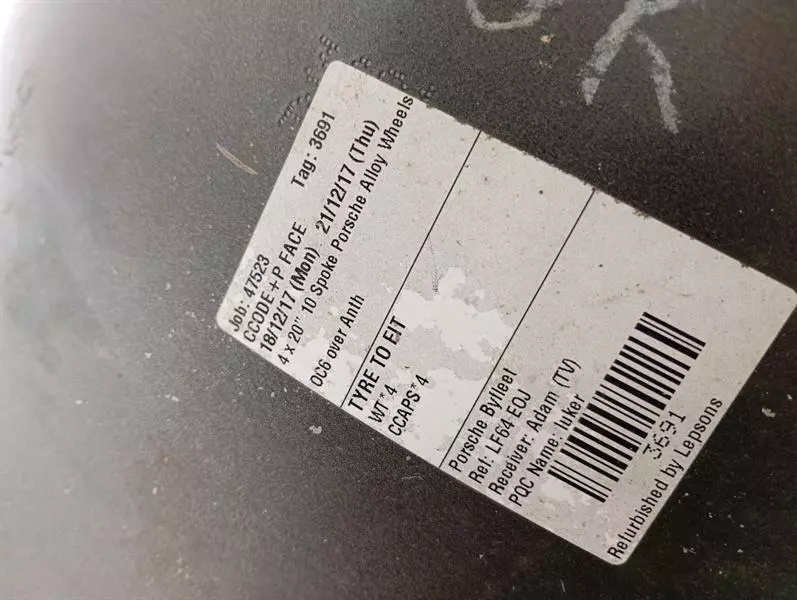 OK
Job: 47523 Tag: 3691
CCODE+P FACE
18/12/17 (Mon) 21/12/17 (Thu)
4 x 20" 10 Spoke Porsche Alloy Wheels
OC6 over Anth
TYRE TO FIT
WT*4
CCAPS*4
Porsche Byfleet
Ref: LF64 EOJ
Receiver: Adam (TV)
PQC Name: luker
3691
Refurbished by Lepsons